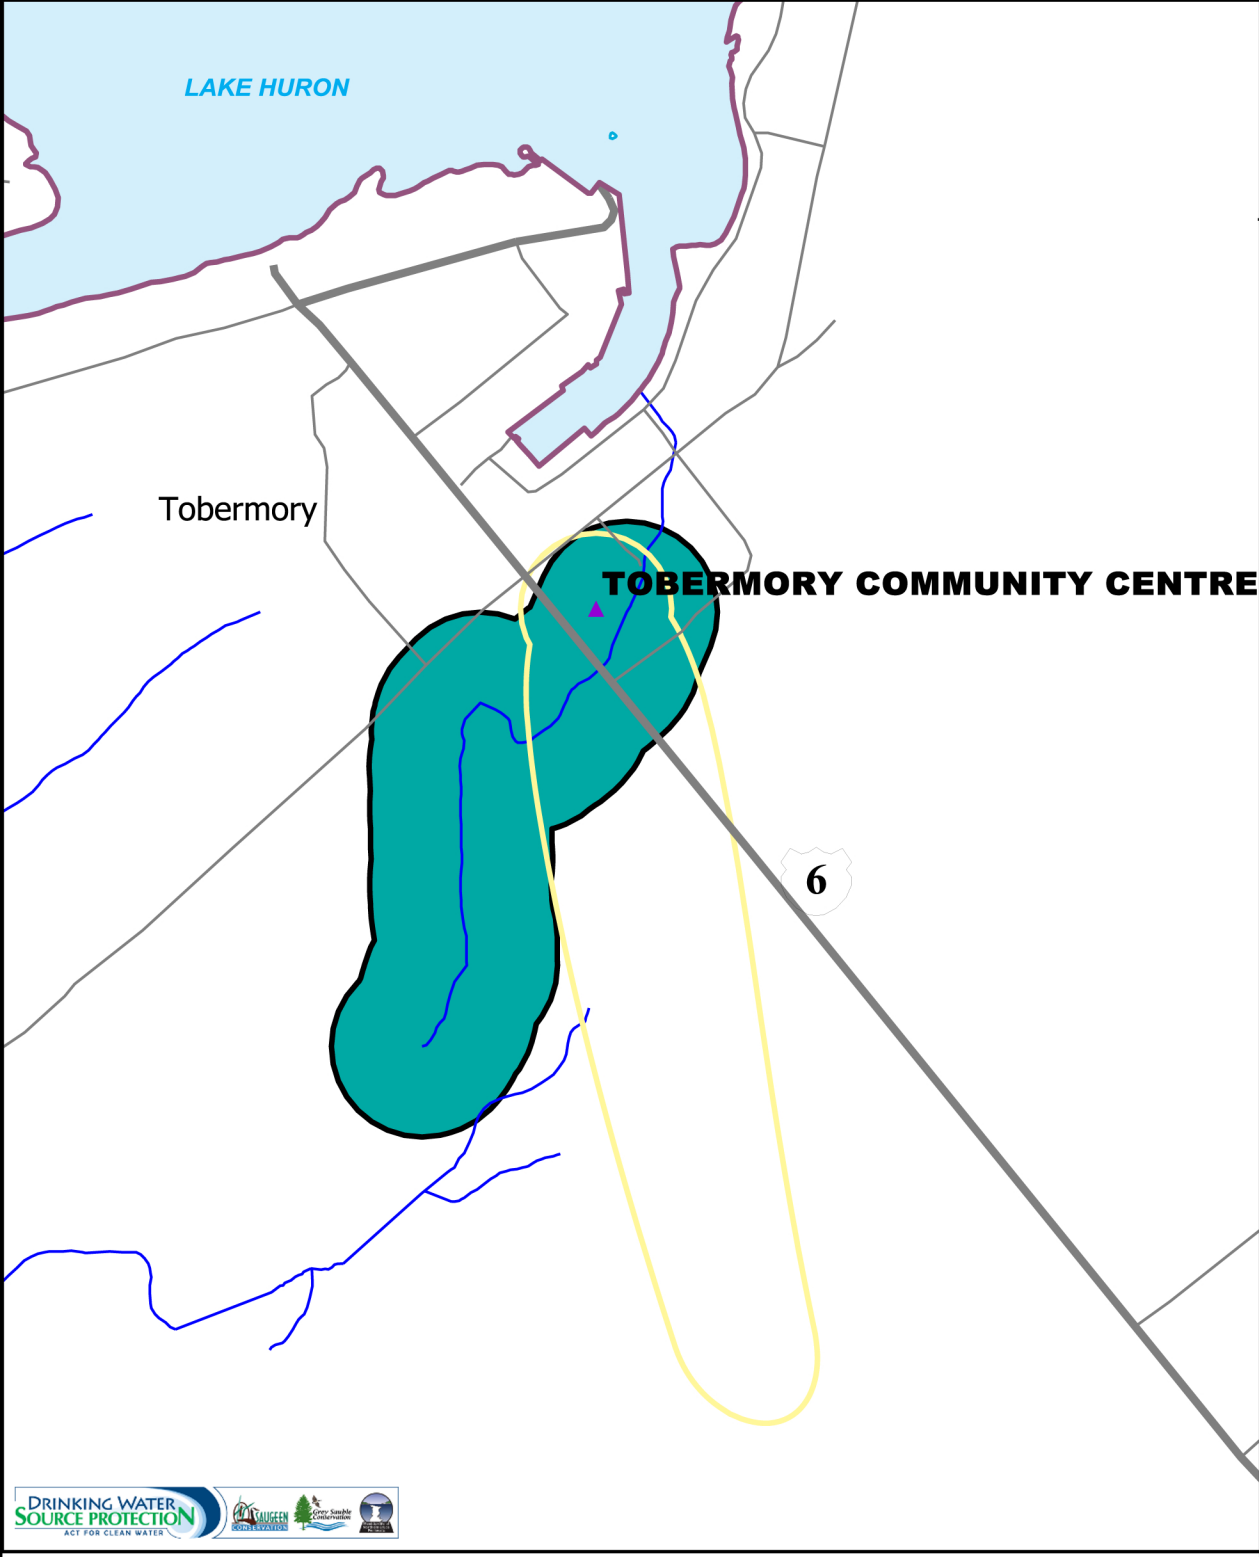 LAKE HURON
Tobermory
TOBERMORY COMMUNITY CENTRE
6
DRINKING WATER
SOURCE PROTECTION
ACT FOR CLEAN WATER
SAUGEEN
CONSERVATION
Grey Sauble
Conservation